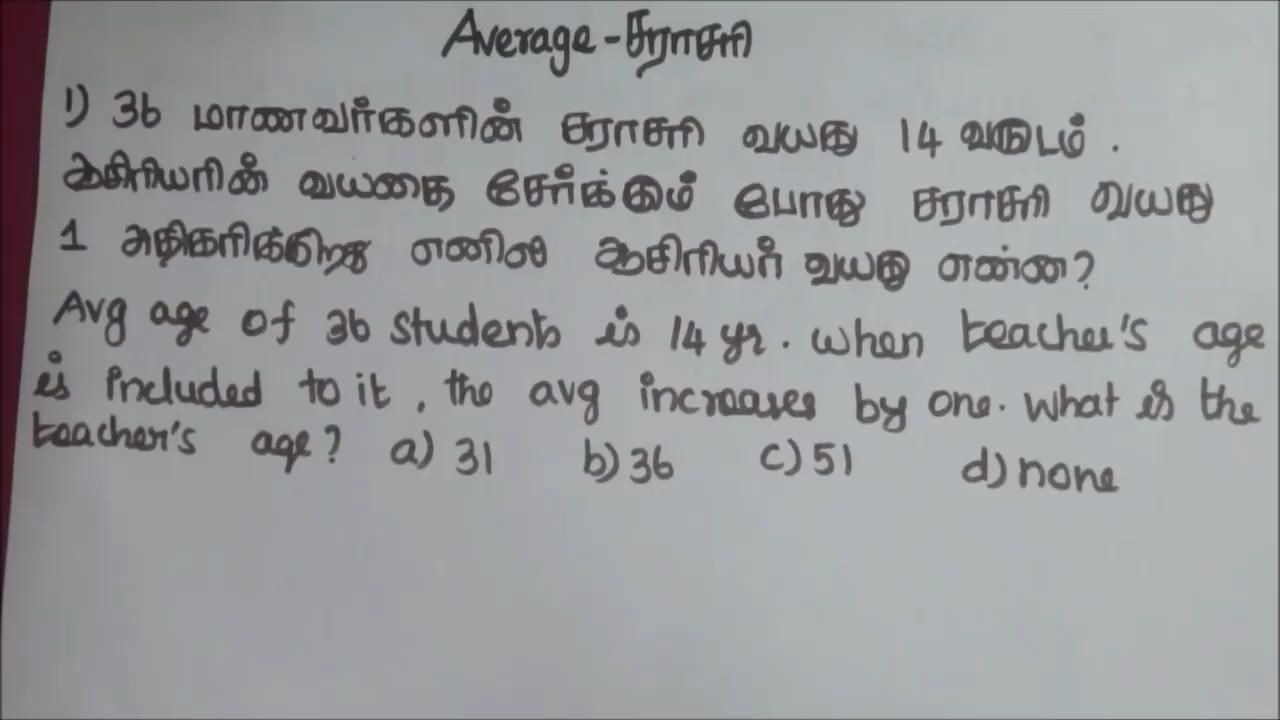 Average - சராசரி
1) 36 மாணவர்களின் சராசரி வயது 14 வருடம்.
ஆசிரியரின் வயதை சேர்க்கும் போது சராசரி வயது
1 அதிகரிக்கிறது எனில் ஆசிரியர் வயது என்ன?
Avg age of 36 students is 14 yr. when teacher's age
is included to it, the avg increases by one. what is the
teacher's age? a) 31 b) 36 c) 51 d) none